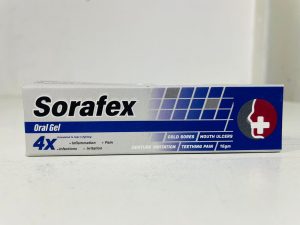 Sorafex
Oral Gel
4X
• Inflammation • Pain
• Infections • Irritation
COLD SORES MOUTH ULCERS
DENTURE IRRITATION TEETHING PAIN 15gm